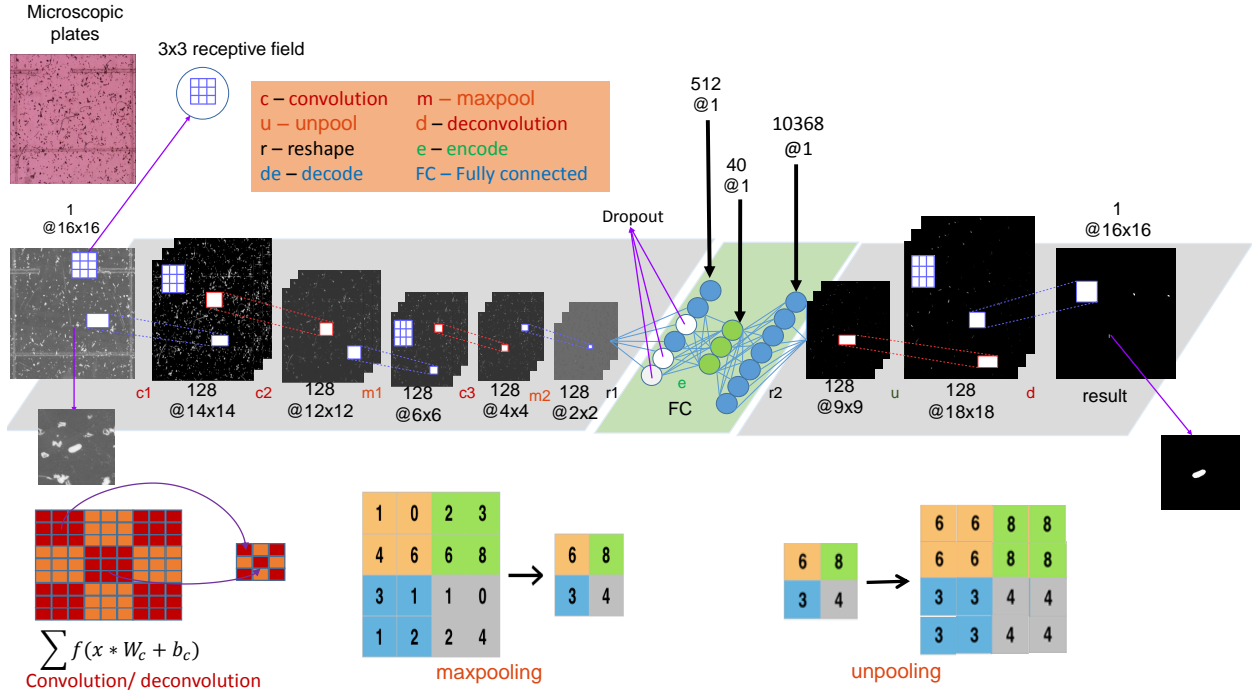 Microscopic
plates
3x3 receptive field
c – convolution m – maxpool
u – unpool d – deconvolution
r – reshape e – encode
de – decode FC – Fully connected
512
@1
10368
@1
40
@1
1
@16x16
Dropout
1
@16x16
c1
128
@14x14
c2
128
@12x12
m1
128
@6x6
c3
128
@4x4
m2
128
@2x2
r1
e
FC
r2
128
@9x9
u
128
@18x18
d
result
1 0 2 3
4 6 6 8
3 1 1 0
1 2 2 4
6 8
3 4
maxpooling
6 8
3 4
6 6 8 8
6 6 8 8
3 3 4 4
3 3 4 4
unpooling
∑ f(x * W_c + b_c)
Convolution/ deconvolution